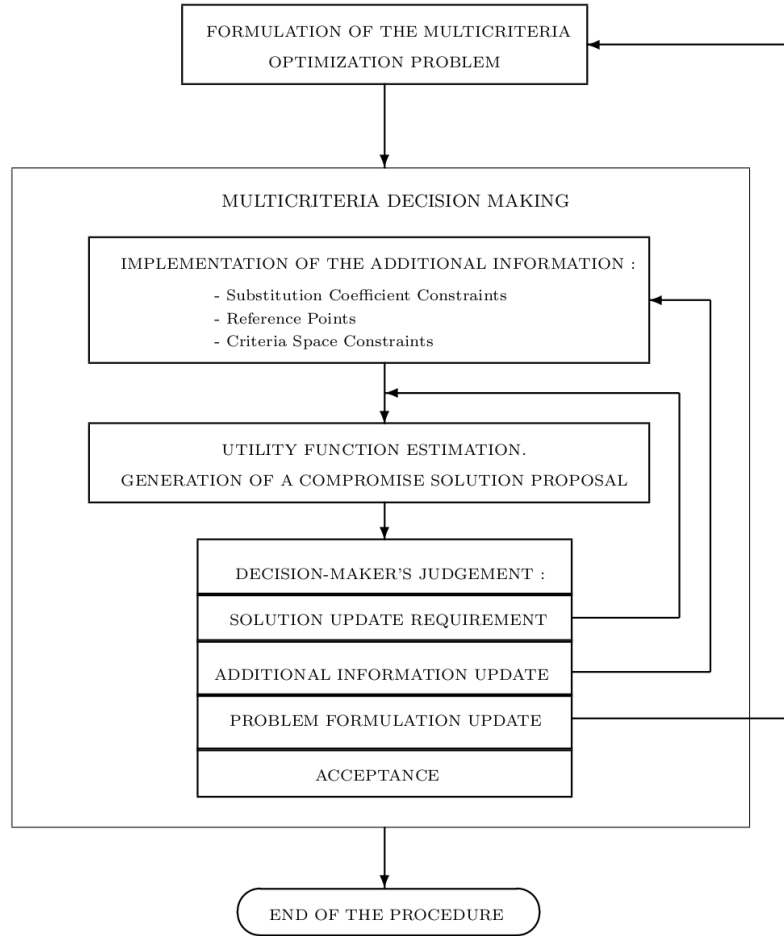 FORMULATION OF THE MULTICRITERIA
OPTIMIZATION PROBLEM
MULTICRITERIA DECISION MAKING
IMPLEMENTATION OF THE ADDITIONAL INFORMATION :
- Substitution Coefficient Constraints
- Reference Points
- Criteria Space Constraints
UTILITY FUNCTION ESTIMATION.
GENERATION OF A COMPROMISE SOLUTION PROPOSAL
DECISION-MAKER'S JUDGEMENT :
SOLUTION UPDATE REQUIREMENT
ADDITIONAL INFORMATION UPDATE
PROBLEM FORMULATION UPDATE
ACCEPTANCE
END OF THE PROCEDURE